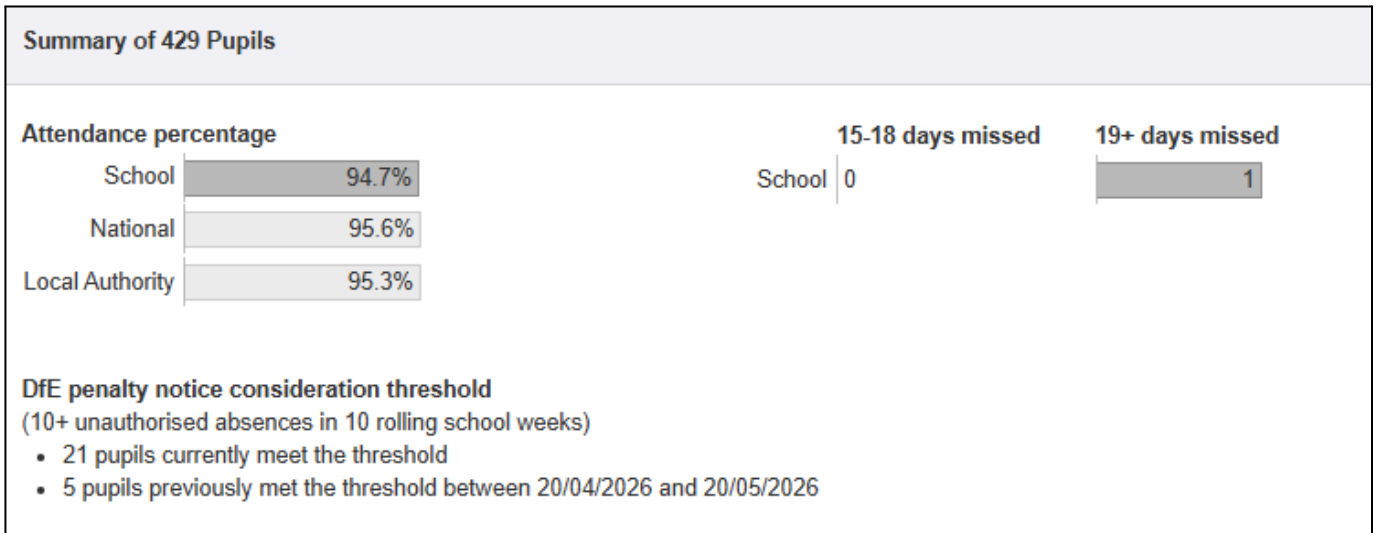 Summary of 429 Pupils
Attendance percentage
School 94.7%
National 95.6%
Local Authority 95.3%
15-18 days missed 19+ days missed
School 0 1
DfE penalty notice consideration threshold
(10+ unauthorised absences in 10 rolling school weeks)
• 21 pupils currently meet the threshold
• 5 pupils previously met the threshold between 20/04/2026 and 20/05/2026